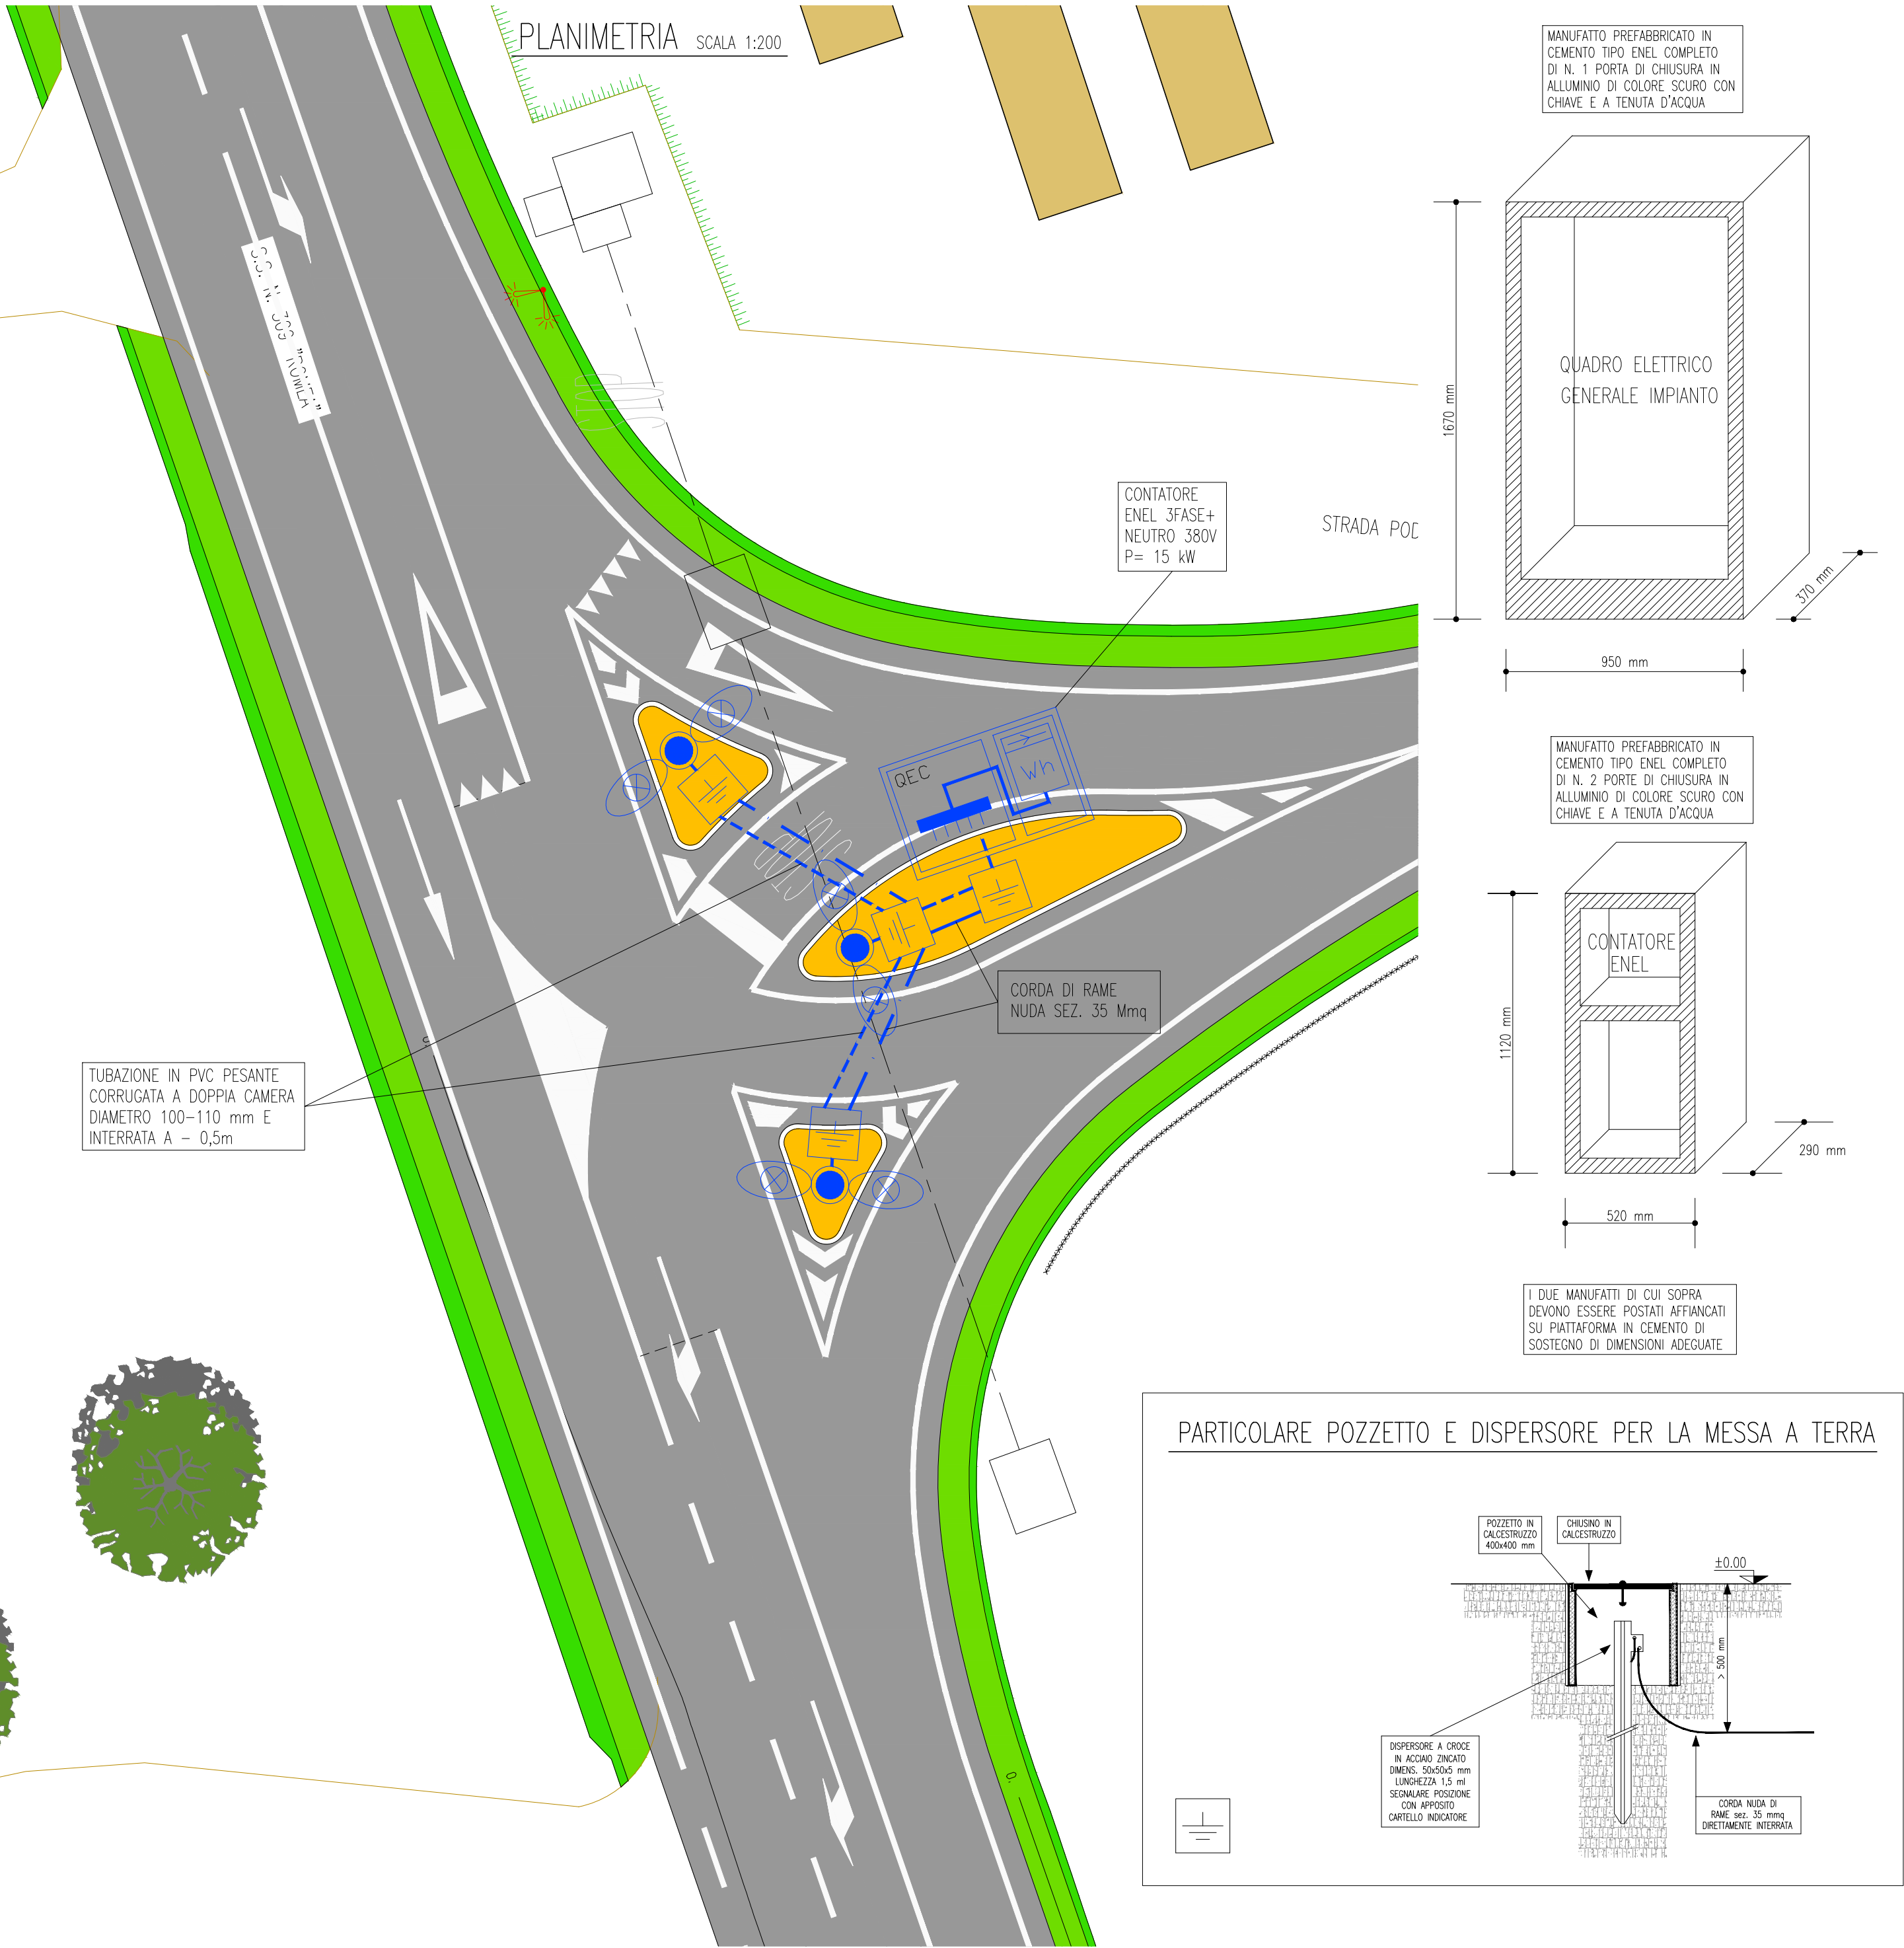 PLANIMETRIA SCALA 1:200
MANUFATTO PREFABBRICATO IN
CEMENTO TIPO ENEL COMPLETO
DI N. 1 PORTA DI CHIUSURA IN
ALLUMINIO DI COLORE SCURO CON
CHIAVE E A TENUTA D'ACQUA
S.S. N. 309 "ROMEA"
QUADRO ELETTRICO
GENERALE IMPIANTO
1670 mm
370 mm
950 mm
STOP
CONTATORE
ENEL 3FASE+
NEUTRO 380V
P= 15 kW
STRADA POD
QEC
Wh
STOP
MANUFATTO PREFABBRICATO IN
CEMENTO TIPO ENEL COMPLETO
DI N. 2 PORTE DI CHIUSURA IN
ALLUMINIO DI COLORE SCURO CON
CHIAVE E A TENUTA D'ACQUA
CONTATORE
ENEL
1120 mm
290 mm
520 mm
CORDA DI RAME
NUDA SEZ. 35 Mmq
TUBAZIONE IN PVC PESANTE
CORRUGATA A DOPPIA CAMERA
DIAMETRO 100-110 mm E
INTERRATA A - 0,5m
I DUE MANUFATTI DI CUI SOPRA
DEVONO ESSERE POSTATI AFFIANCATI
SU PIATTAFORMA IN CEMENTO DI
SOSTEGNO DI DIMENSIONI ADEGUATE
PARTICOLARE POZZETTO E DISPERSORE PER LA MESSA A TERRA
POZZETTO IN
CALCESTRUZZO
400x400 mm
CHIUSINO IN
CALCESTRUZZO
±0.00
> 500 mm
DISPERSORE A CROCE
IN ACCIAIO ZINCATO
DIMENS. 50x50x5 mm
LUNGHEZZA 1,5 ml
SEGNALARE POSIZIONE
CON APPOSITO
CARTELLO INDICATORE
CORDA NUDA DI
RAME sez. 35 mmq
DIRETTAMENTE INTERRATA
0.